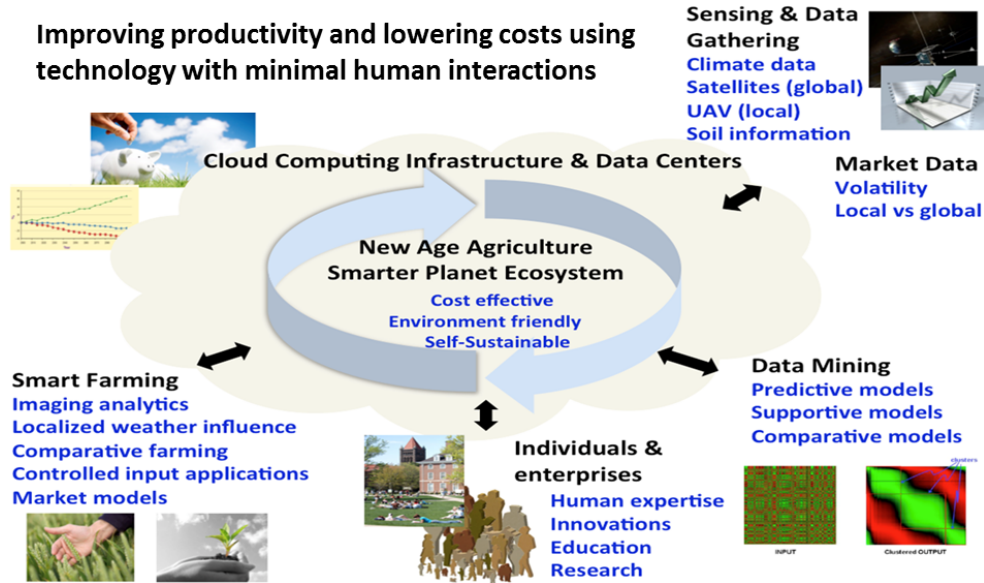 Improving productivity and lowering costs using
technology with minimal human interactions
Sensing & Data
Gathering
Climate data
Satellites (global)
UAV (local)
Soil information
Market Data
Volatility
Local vs global
Cloud Computing Infrastructure & Data Centers
New Age Agriculture
Smarter Planet Ecosystem
Cost effective
Environment friendly
Self-Sustainable
Smart Farming
Imaging analytics
Localized weather influence
Comparative farming
Controlled input applications
Market models
Individuals &
enterprises
Human expertise
Innovations
Education
Research
Data Mining
Predictive models
Supportive models
Comparative models
clusters
INPUT
Clustered OUTPUT